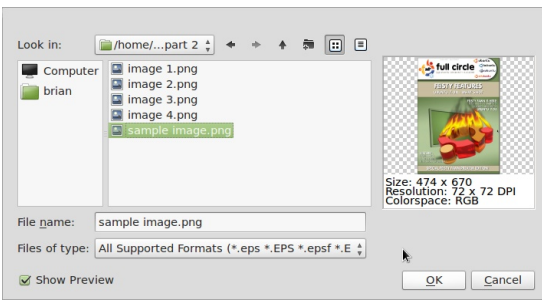 Look in:
/home/...part 2
Computer
brian
image 1.png
image 2.png
image 3.png
image 4.png
sample image.png
full circle
FEISTY FEATURES
Size: 474 x 670
Resolution: 72 x 72 DPI
Colorspace: RGB
File name:
sample image.png
Files of type:
All Supported Formats (*.eps *.EPS *.epsf *.E
Show Preview
OK
Cancel